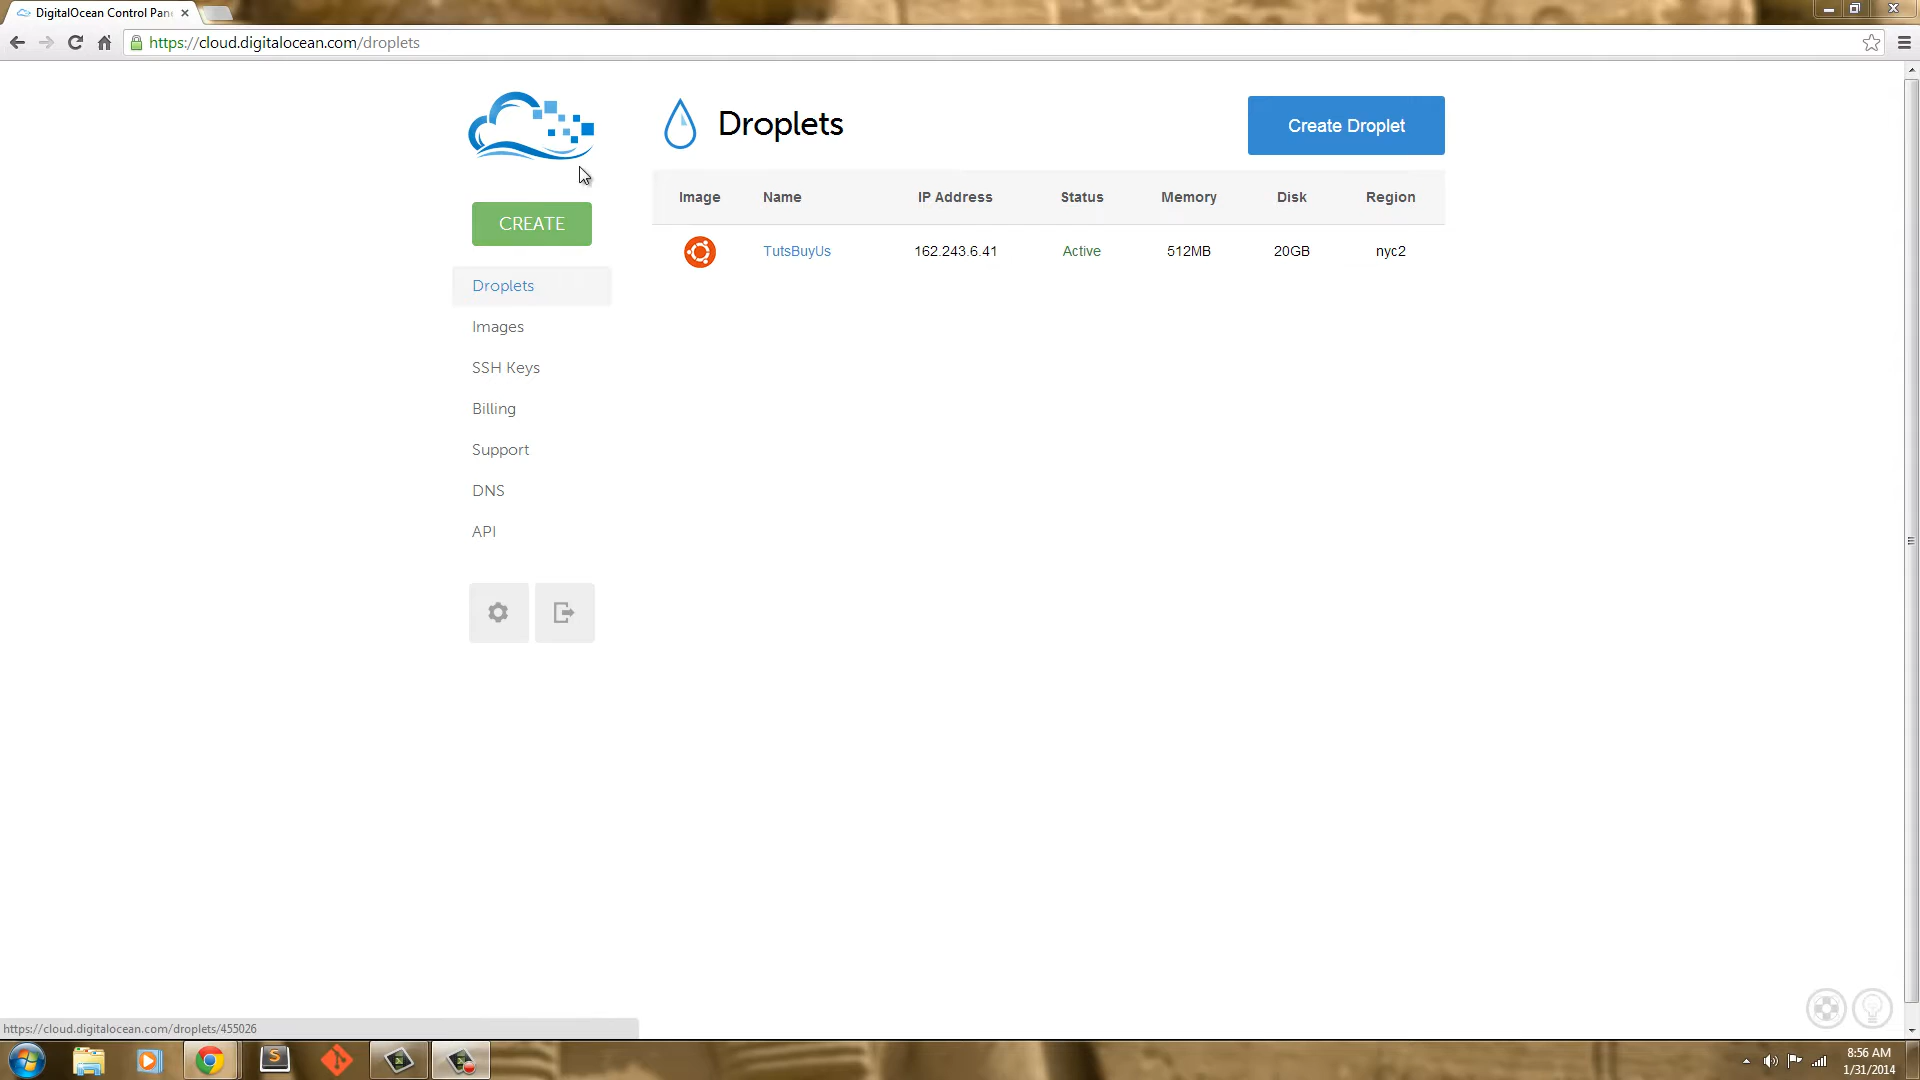 DigitalOcean Control Pan
https://cloud.digitalocean.com/droplets
Droplets
Create Droplet
CREATE
Image Name IP Address Status Memory Disk Region
TutsBuyUs 162.243.6.41 Active 512MB 20GB nyc2
Droplets
Images
SSH Keys
Billing
Support
DNS
API
https://cloud.digitalocean.com/droplets/455026
S
8:56 AM
1/31/2014